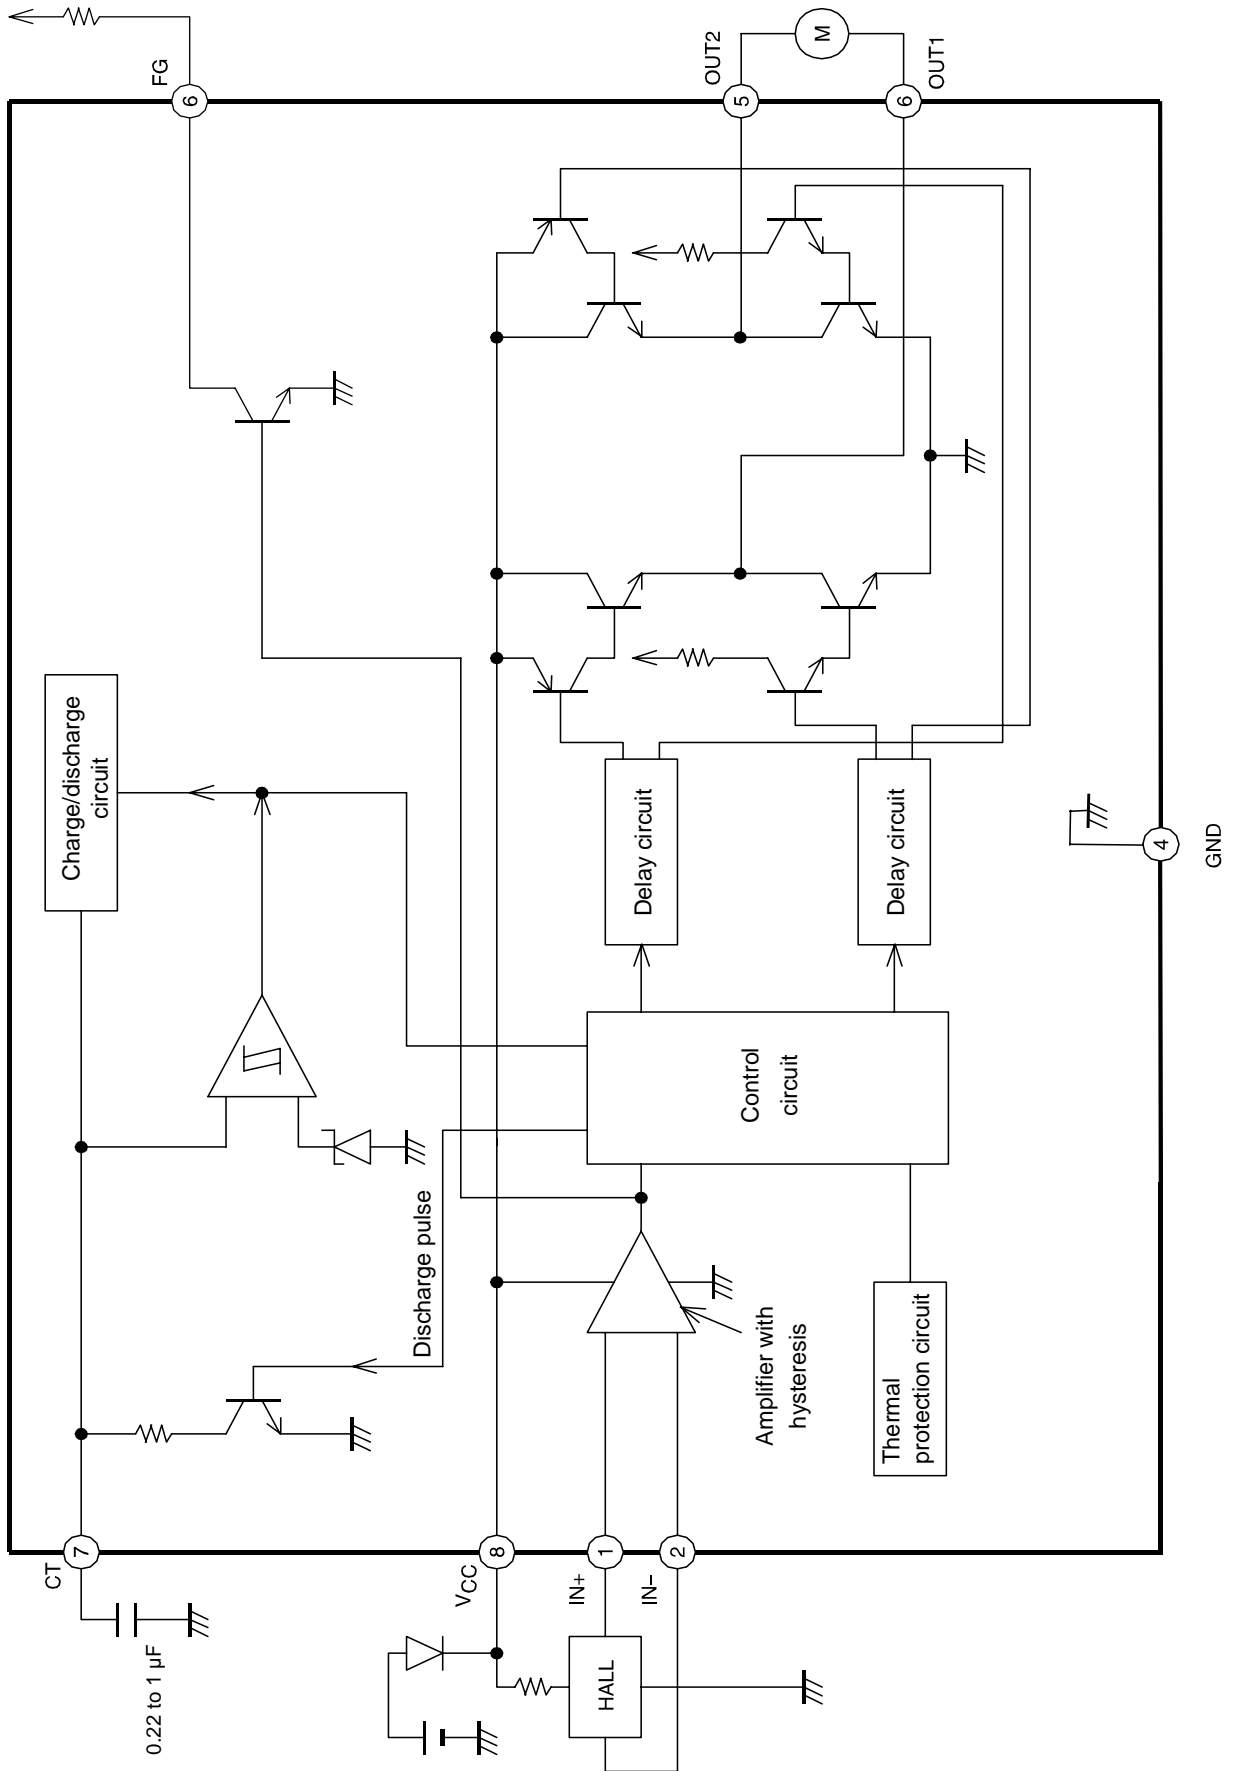 FG
6
OUT2
5
M
OUT1
6
Charge/discharge
circuit
Delay circuit
Delay circuit
4
GND
Control
circuit
Discharge pulse
Amplifier with
hysteresis
Thermal
protection circuit
CT
7
VCC
8
IN+
1
IN–
2
0.22 to 1 µF
HALL